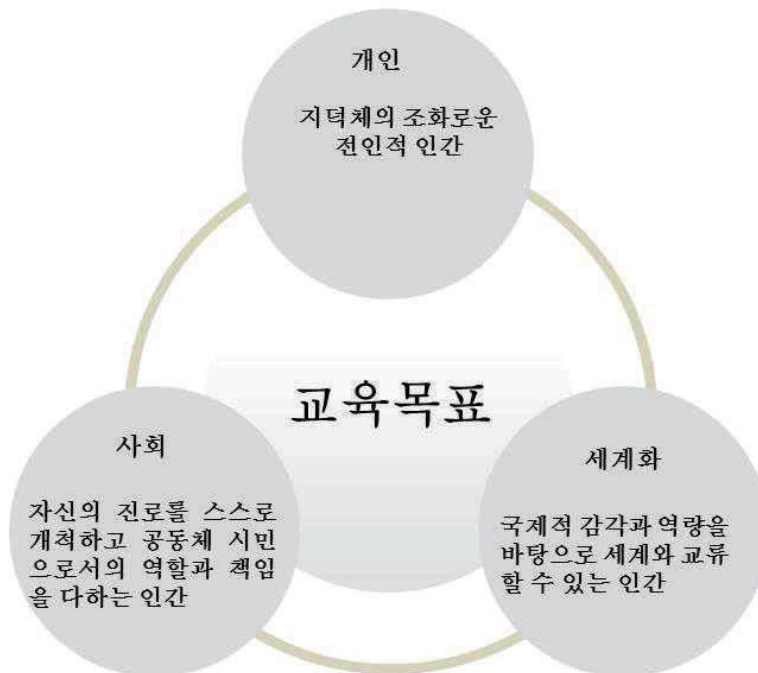 개인
지덕체의 조화로운
전인적 인간
교육목표
사회
자신의 진로를 스스로
개척하고 공동체 시민
으로서의 역할과 책임
을 다하는 인간
세계화
국제적 감각과 역량을
바탕으로 세계와 교류
할 수 있는 인간